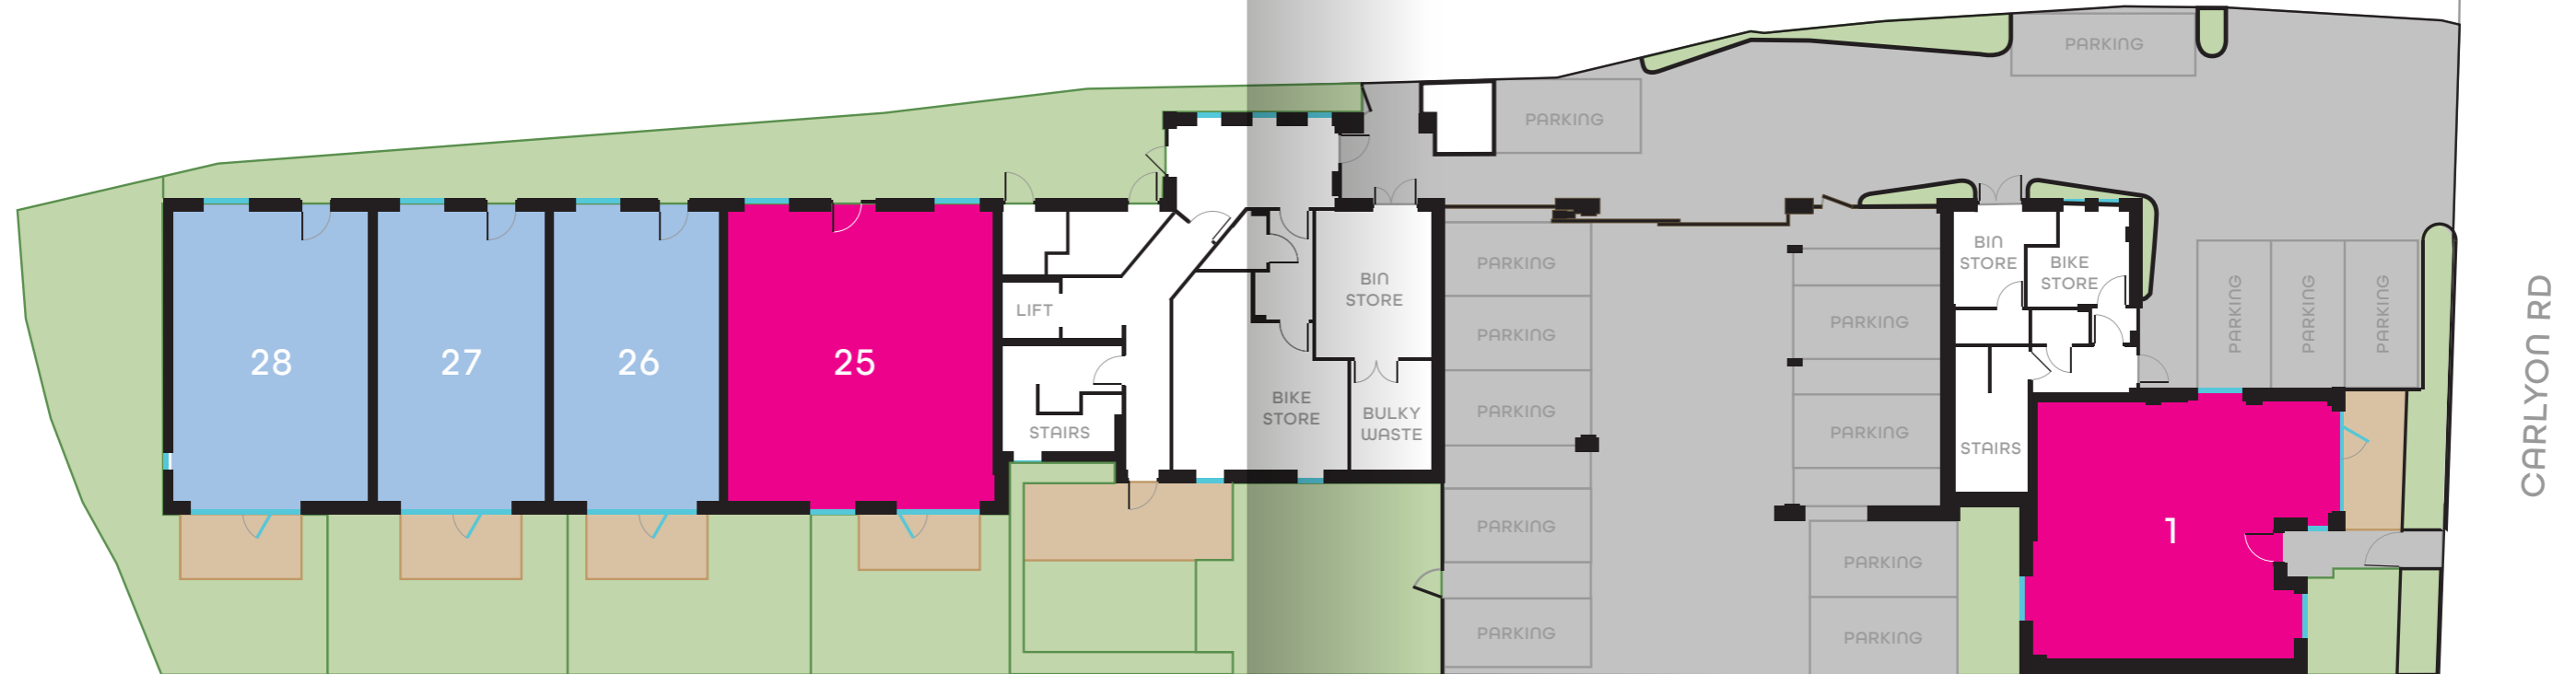 PARKING
PARKING
28
27
26
25
LIFT
STAIRS
BIN
STORE
BIKE
STORE
BULKY
WASTE
PARKING
PARKING
PARKING
PARKING
PARKING
PARKING
PARKING
PARKING
PARKING
BIN
STORE
BIKE
STORE
STAIRS
PARKING
PARKING
PARKING
1
CARLYON RD